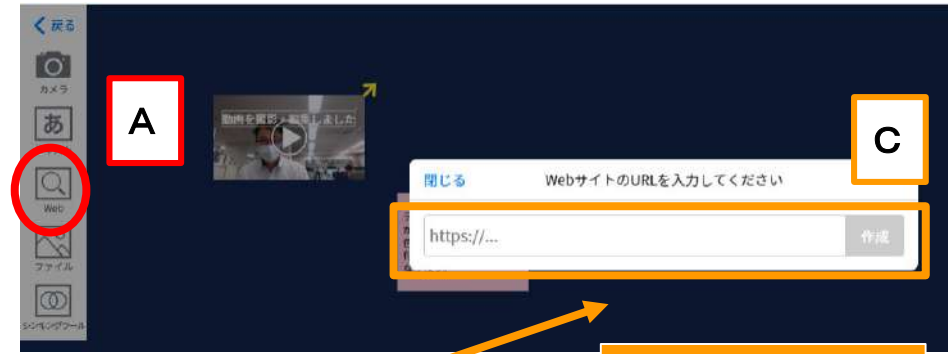 戻る
カメラ
あ
Web
ファイル
シンキングツール
A
動画を撮影・編集しました
C
閉じる
WebサイトのURLを入力してください
https://...
作成